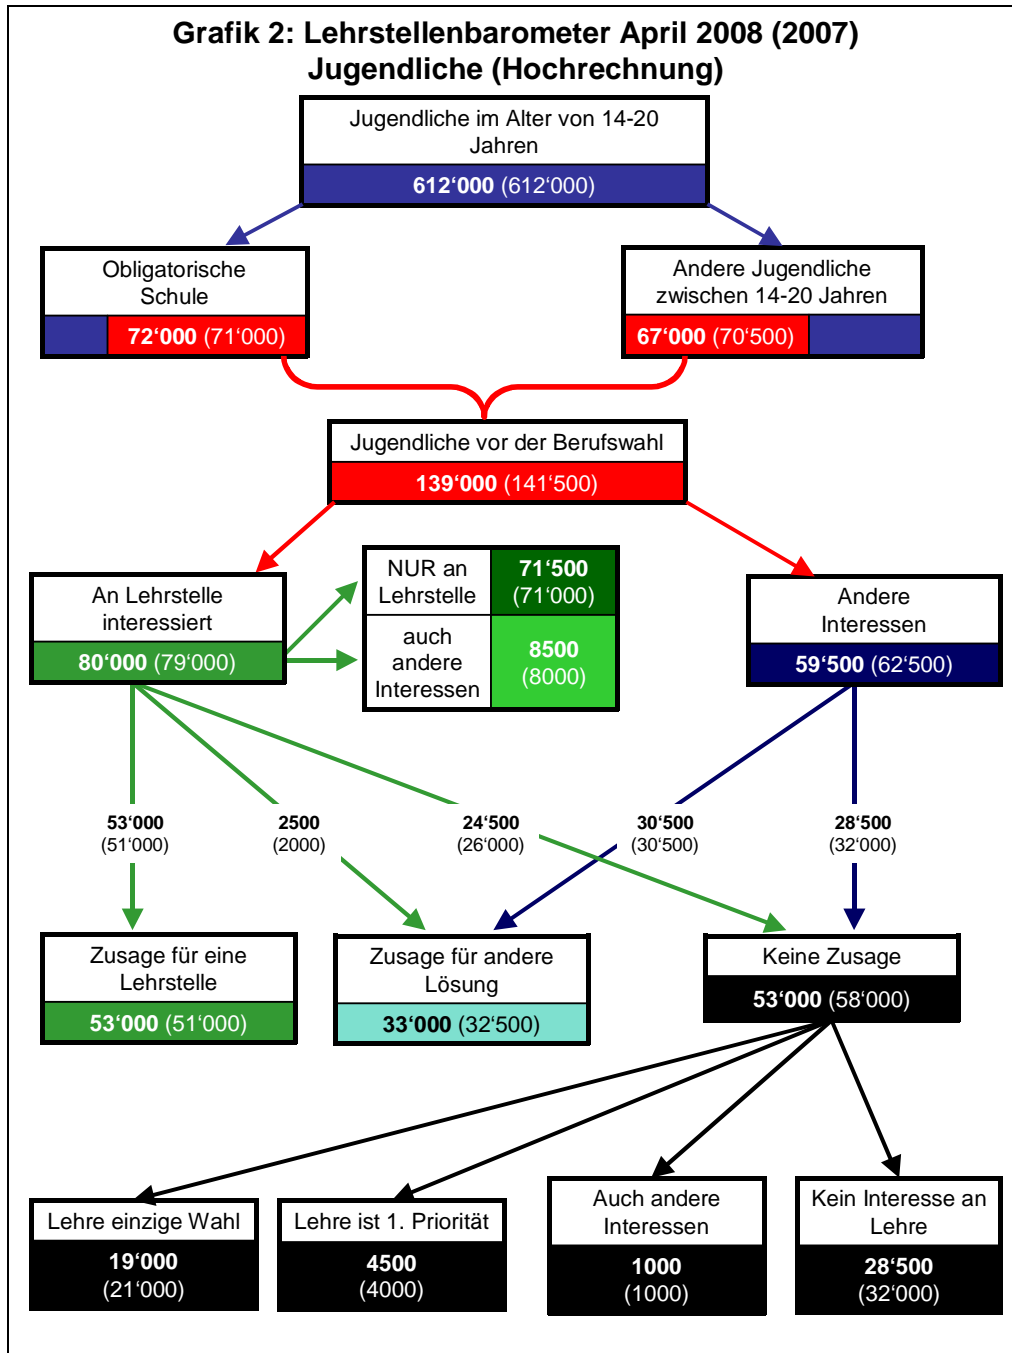 Grafik 2: Lehrstellenbarometer April 2008 (2007)
Jugendliche (Hochrechnung)
Jugendliche im Alter von 14-20
Jahren
612‘000 (612‘000)
Obligatorische
Schule
72‘000 (71‘000)
Andere Jugendliche
zwischen 14-20 Jahren
67‘000 (70‘500)
Jugendliche vor der Berufswahl
139‘000 (141‘500)
An Lehrstelle
interessiert
80‘000 (79‘000)
NUR an
Lehrstelle
71‘500
(71‘000)
auch
andere
Interessen
8500
(8000)
Andere
Interessen
59‘500 (62‘500)
53‘000
(51‘000)
2500
(2000)
24‘500
(26‘000)
30‘500
(30‘500)
28‘500
(32‘000)
Zusage für eine
Lehrstelle
53‘000 (51‘000)
Zusage für andere
Lösung
33‘000 (32‘500)
Keine Zusage
53‘000 (58‘000)
Lehre einzige Wahl
19‘000
(21‘000)
Lehre ist 1. Priorität
4500
(4000)
Auch andere
Interessen
1000
(1000)
Kein Interesse an
Lehre
28‘500
(32‘000)